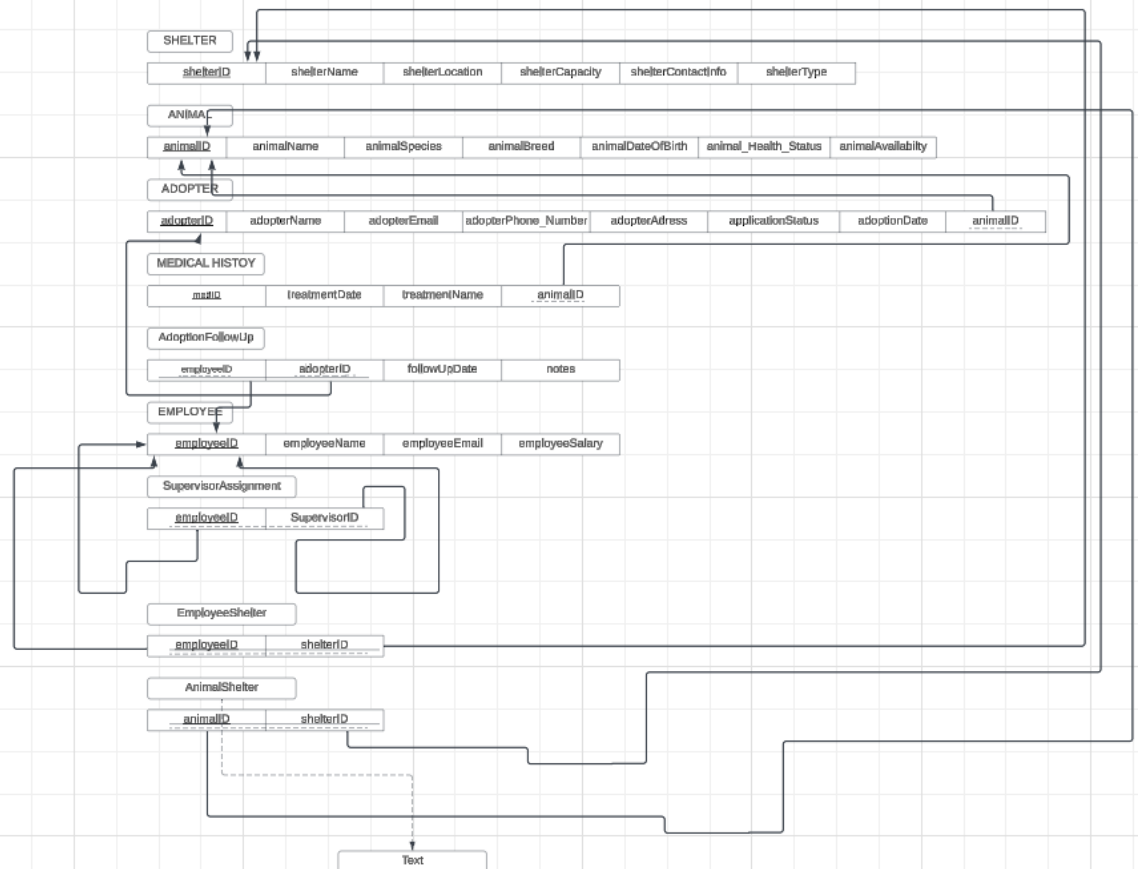 SHELTER
shelterID shelterName shelterLocation shelterCapacity shelterContactInfo shelterType
ANIMAL
animalID animalName animalSpecies animalBreed animalDateOfBirth animal_Health_Status animalAvailabilty
ADOPTER
adopterID adopterName adopterEmail adopterPhone_Number adopterAdress applicationStatus adoptionDate animalID
MEDICAL HISTOY
medID treatmentDate treatmentName animalID
AdoptionFollowUp
employeeID adopterID followUpDate notes
EMPLOYEE
employeeID employeeName employeeEmail employeeSalary
SupervisorAssignment
employeeID SupervisorID
EmployeeShelter
employeeID shelterID
AnimalShelter
animalID shelterID
Text